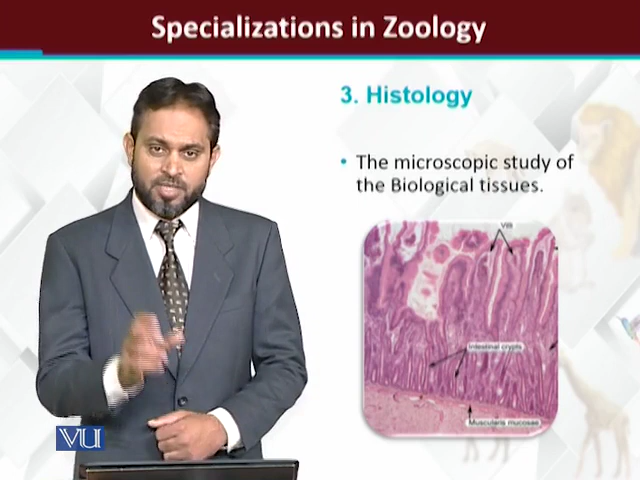 Specializations in Zoology
3. Histology
• The microscopic study of
the Biological tissues.
Villi
Intestinal crypts
Muscularis mucosae
VU